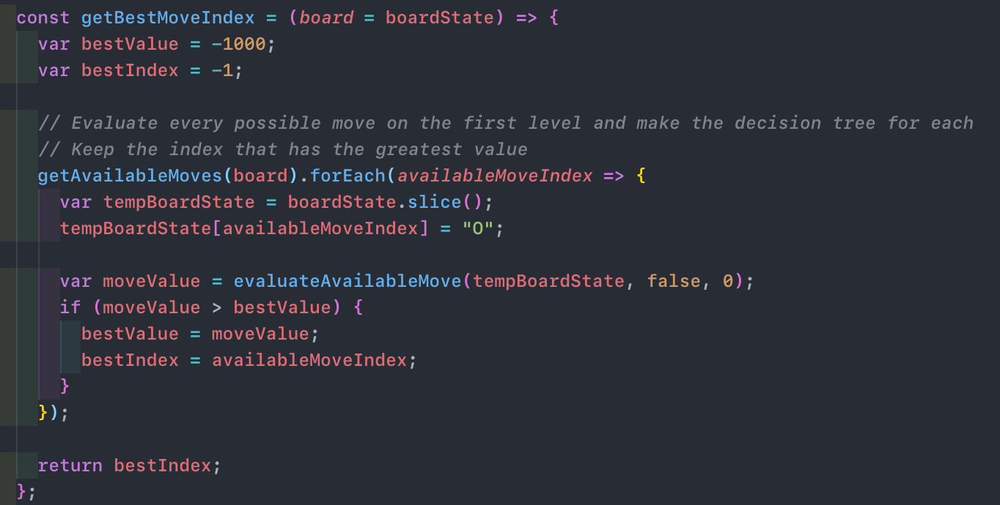 const getBestMoveIndex = (board = boardState) => {
  var bestValue = -1000;
  var bestIndex = -1;

  // Evaluate every possible move on the first level and make the decision tree for each
  // Keep the index that has the greatest value
  getAvailableMoves(board).forEach(availableMoveIndex => {
    var tempBoardState = boardState.slice();
    tempBoardState[availableMoveIndex] = "O";

    var moveValue = evaluateAvailableMove(tempBoardState, false, 0);
    if (moveValue > bestValue) {
      bestValue = moveValue;
      bestIndex = availableMoveIndex;
    }
  });

  return bestIndex;
};